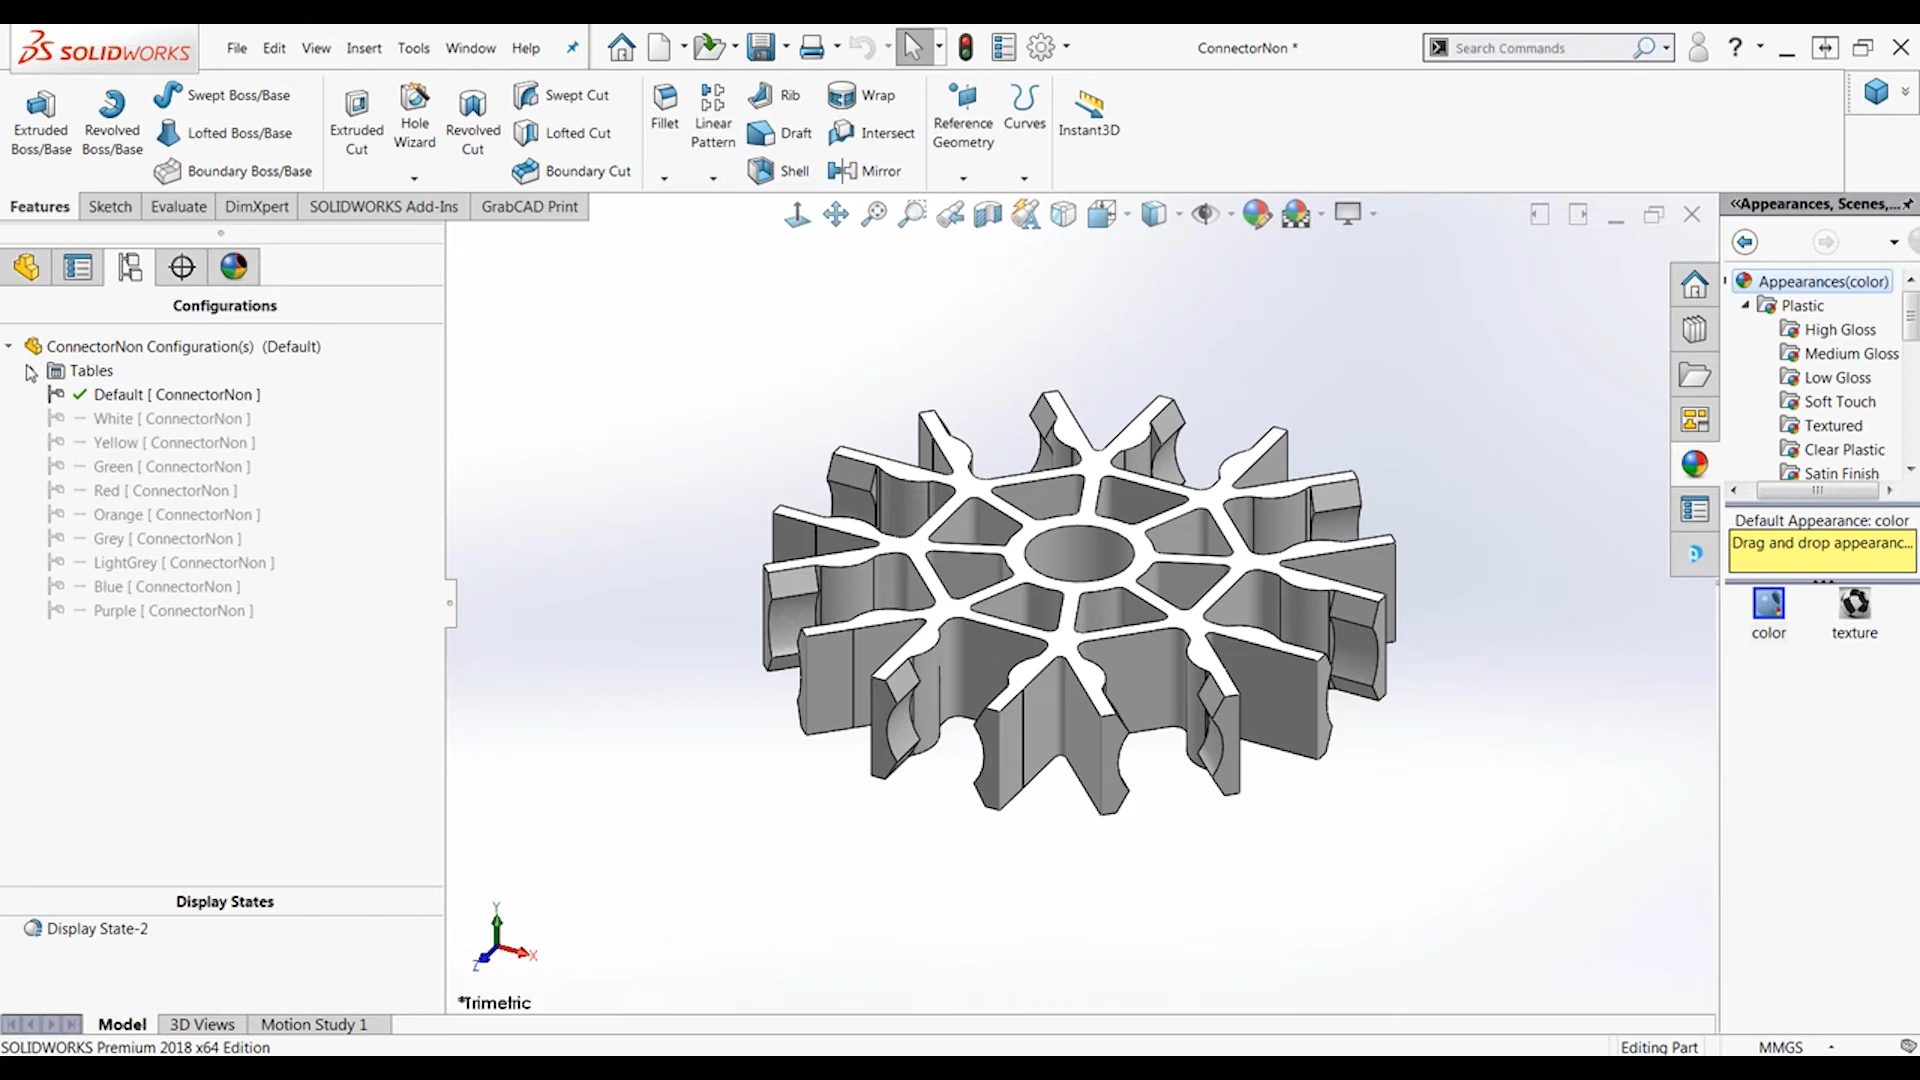 SOLIDWORKS File Edit View Insert Tools Window Help ConnectorNon * Search Commands ?
Extruded Boss/Base
Revolved Boss/Base
Swept Boss/Base
Lofted Boss/Base
Boundary Boss/Base
Extruded Cut
Hole Wizard
Revolved Cut
Swept Cut
Lofted Cut
Boundary Cut
Fillet
Linear Pattern
Rib
Draft
Shell
Wrap
Intersect
Mirror
Reference Geometry
Curves
Instant3D
Features Sketch Evaluate DimXpert SOLIDWORKS Add-Ins GrabCAD Print
Configurations
ConnectorNon Configuration(s) (Default)
Tables
Default [ ConnectorNon ]
White [ ConnectorNon ]
Yellow [ ConnectorNon ]
Green [ ConnectorNon ]
Red [ ConnectorNon ]
Orange [ ConnectorNon ]
Grey [ ConnectorNon ]
LightGrey [ ConnectorNon ]
Blue [ ConnectorNon ]
Purple [ ConnectorNon ]
Display States
Display State-2
Y
X
Z
*Trimetric
Appearances, Scenes,...
Appearances(color)
Plastic
High Gloss
Medium Gloss
Low Gloss
Soft Touch
Textured
Clear Plastic
Satin Finish
Default Appearance: color
Drag and drop appearanc...
color texture
Model 3D Views Motion Study 1
SOLIDWORKS Premium 2018 x64 Edition Editing Part MMGS